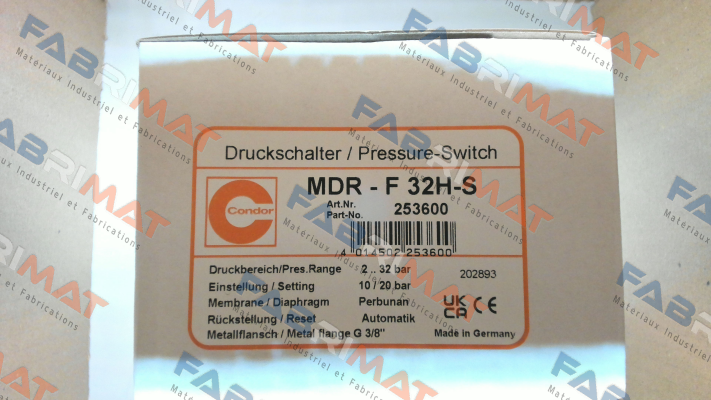 Druckschalter / Pressure-Switch
Condor
MDR - F 32H-S
Art.Nr.
Part-No. 253600
4 014502 253600
Druckbereich/Pres.Range 2 .. 32 bar
202893
Einstellung / Setting 10 / 20 bar
Membrane / Diaphragm Perbunan
UK CA CE
Rückstellung / Reset Automatik
Metallflansch / Metal flange G 3/8"
Made in Germany
FABRIMAT
Materiaux Industriel et Fabrications